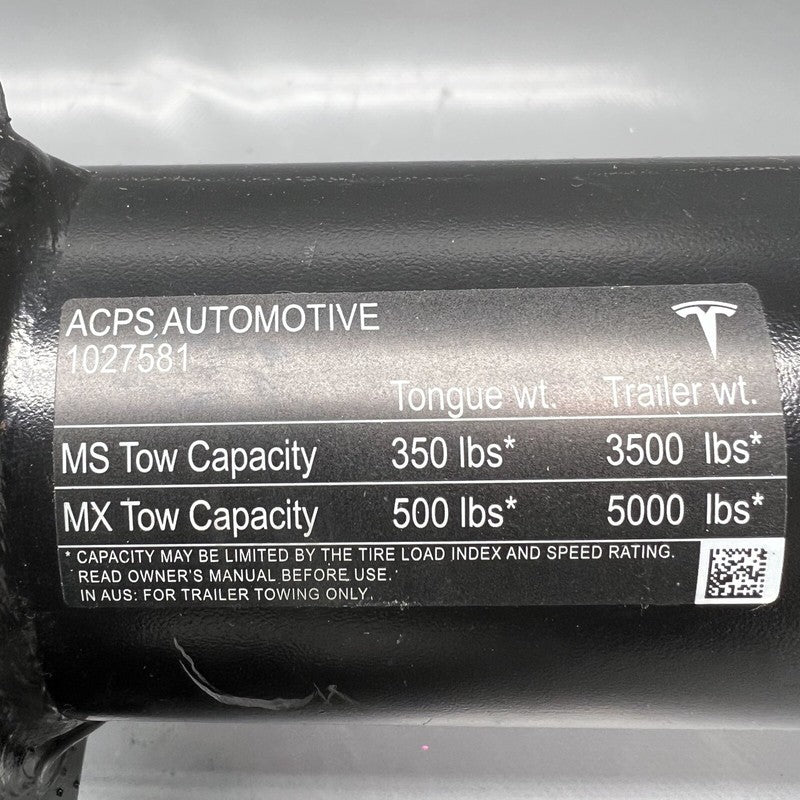 ACPS AUTOMOTIVE
1027581
Tongue wt. Trailer wt.
MS Tow Capacity 350 lbs* 3500 lbs*
MX Tow Capacity 500 lbs* 5000 lbs*
* CAPACITY MAY BE LIMITED BY THE TIRE LOAD INDEX AND SPEED RATING.
READ OWNER'S MANUAL BEFORE USE.
IN AUS: FOR TRAILER TOWING ONLY.